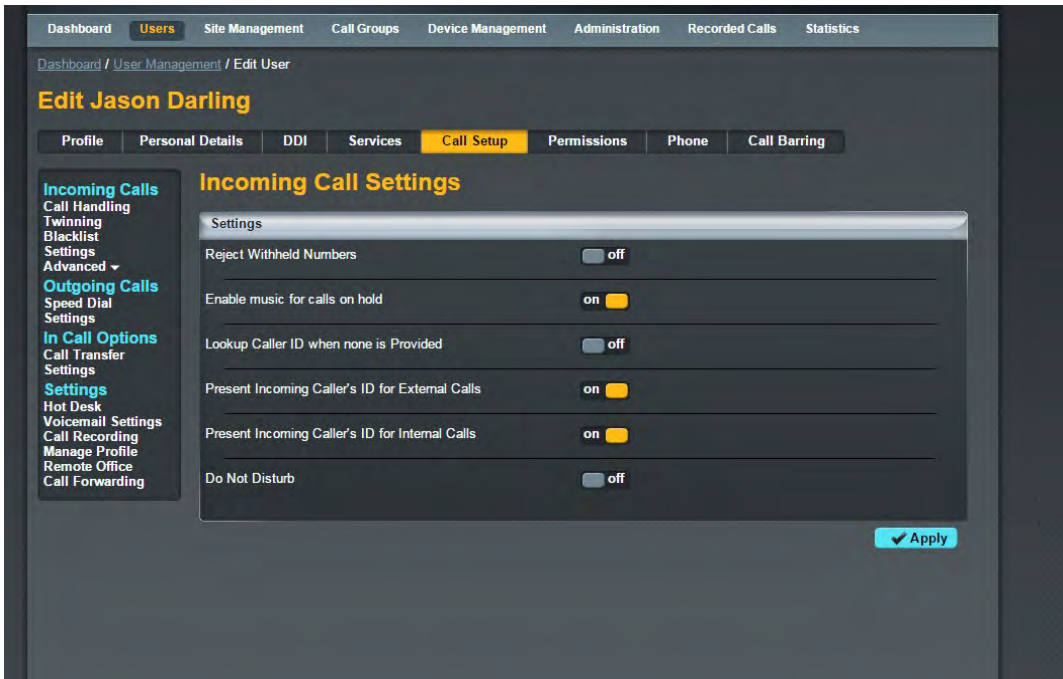 Dashboard Users Site Management Call Groups Device Management Administration Recorded Calls Statistics
Dashboard / User Management / Edit User
Edit Jason Darling
Profile Personal Details DDI Services Call Setup Permissions Phone Call Barring
Incoming Calls
Call Handling
Twinning
Blacklist
Settings
Advanced
Outgoing Calls
Speed Dial
Settings
In Call Options
Call Transfer
Settings
Settings
Hot Desk
Voicemail Settings
Call Recording
Manage Profile
Remote Office
Call Forwarding
Incoming Call Settings
Settings
Reject Withheld Numbers off
Enable music for calls on hold on
Lookup Caller ID when none is Provided off
Present Incoming Caller's ID for External Calls on
Present Incoming Caller's ID for Internal Calls on
Do Not Disturb off
Apply